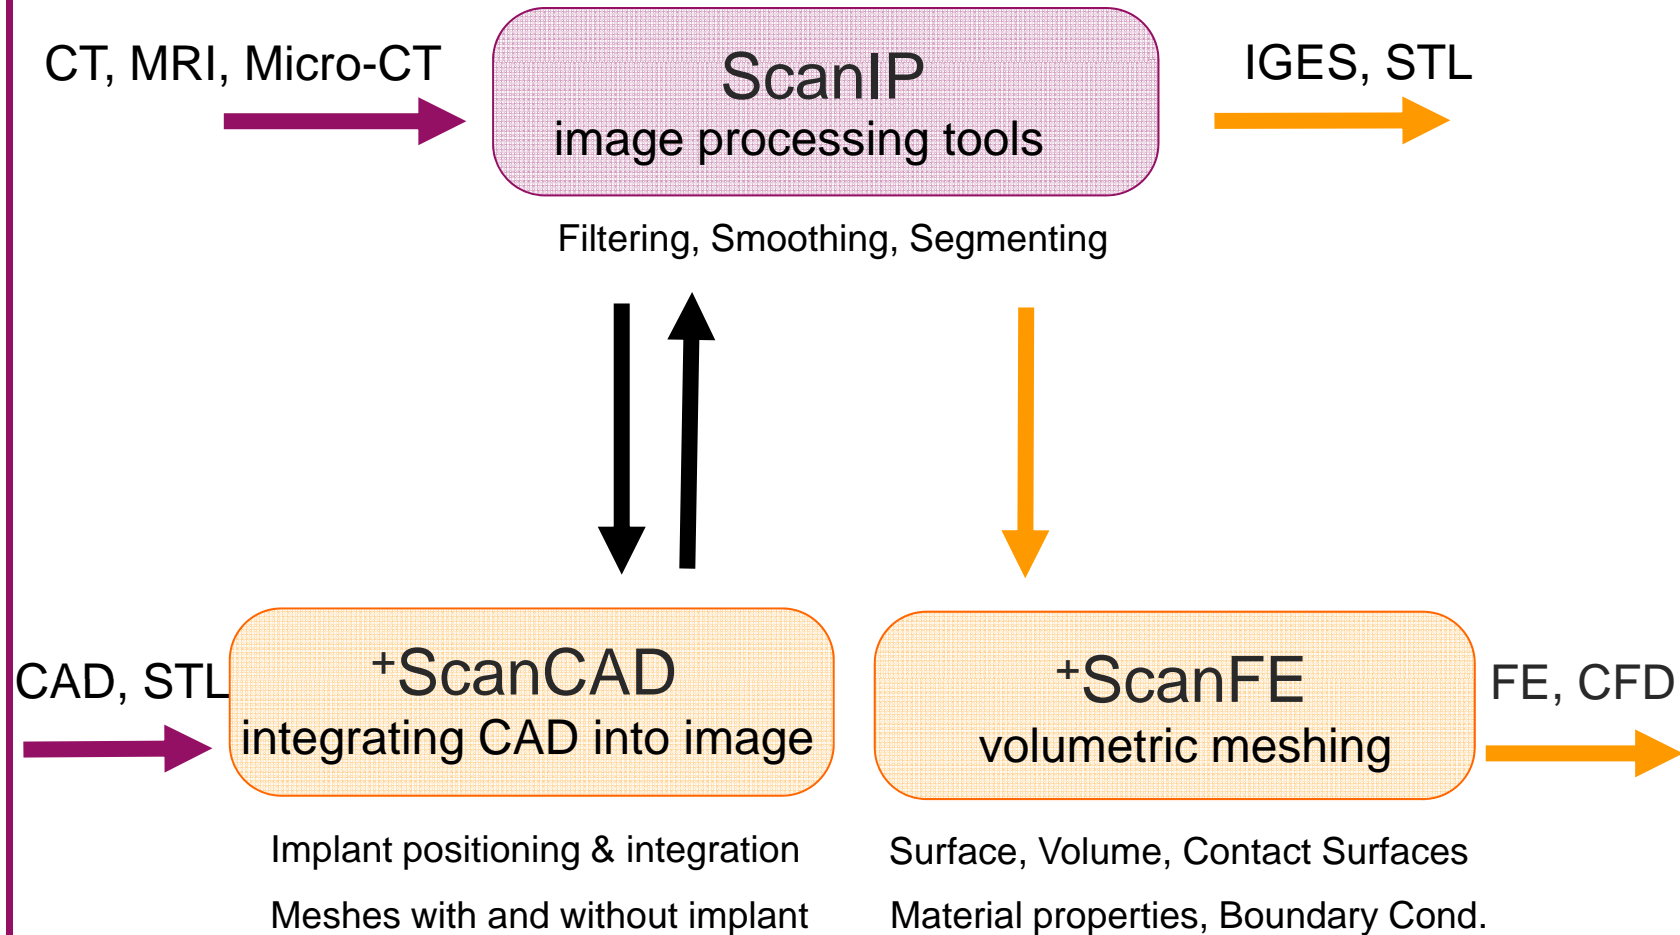 CT, MRI, Micro-CT
ScanIP
image processing tools
IGES, STL
Filtering, Smoothing, Segmenting
CAD, STL
+ScanCAD
integrating CAD into image
+ScanFE
volumetric meshing
FE, CFD
Implant positioning & integration
Meshes with and without implant
Surface, Volume, Contact Surfaces
Material properties, Boundary Cond.